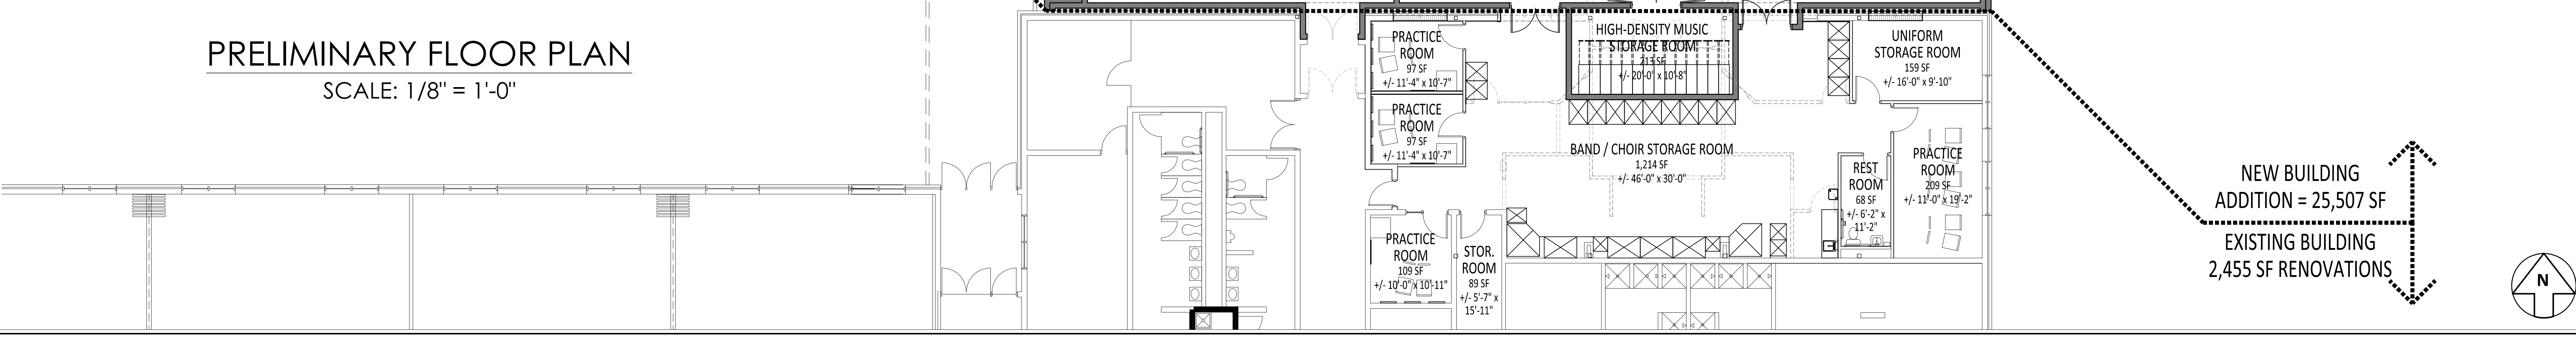 PRELIMINARY FLOOR PLAN
SCALE: 1/8" = 1'-0"
PRACTICE
ROOM
97 SF
+/- 11'-4" x 10'-7"
PRACTICE
ROOM
97 SF
+/- 11'-4" x 10'-7"
HIGH-DENSITY MUSIC
STORAGE ROOM
213 SF
+/- 20'-0" x 10'-8"
UNIFORM
STORAGE ROOM
159 SF
+/- 16'-0" x 9'-10"
BAND / CHOIR STORAGE ROOM
1,214 SF
+/- 46'-0" x 30'-0"
REST
ROOM
68 SF
+/- 6'-2" x
11'-2"
PRACTICE
ROOM
209 SF
+/- 11'-0" x 19'-2"
PRACTICE
ROOM
109 SF
+/- 10'-0" x 10'-11"
STOR.
ROOM
89 SF
+/- 5'-7" x
15'-11"
NEW BUILDING
ADDITION = 25,507 SF
EXISTING BUILDING
2,455 SF RENOVATIONS
N